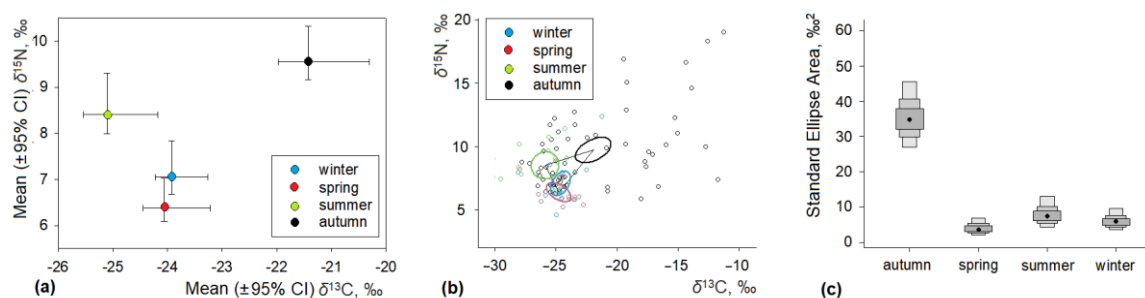 Mean (±95% CI) δ15N, ‰
10
9
8
7
6
winter
spring
summer
autumn
-26 -25 -24 -23 -22 -21 -20
(a) Mean (±95% CI) δ13C, ‰
δ15N, ‰
20
15
10
5
0
winter
spring
summer
autumn
−30 −25 −20 −15 −10
(b) δ13C, ‰
Standard Ellipse Area, ‰²
60
50
40
30
20
10
0
autumn spring summer winter
(c)